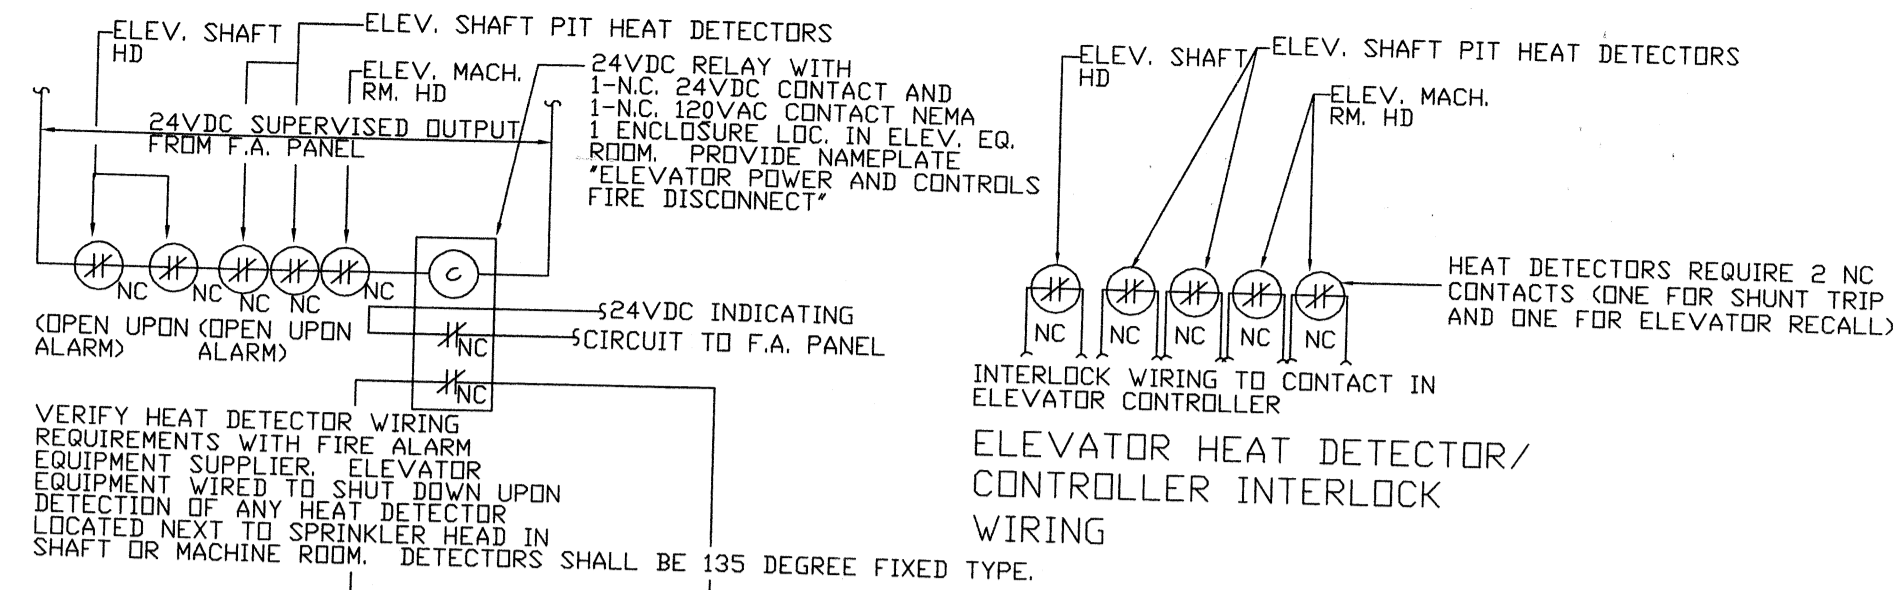 ELEV. SHAFT
HD
ELEV. SHAFT PIT HEAT DETECTORS
ELEV. MACH.
RM. HD
24VDC RELAY WITH
1-N.C. 24VDC CONTACT AND
1-N.C. 120VAC CONTACT NEMA
1 ENCLOSURE LOC. IN ELEV. EQ.
ROOM. PROVIDE NAMEPLATE
"ELEVATOR POWER AND CONTROLS
FIRE DISCONNECT"
24VDC SUPERVISED OUTPUT
FROM F.A. PANEL
C
NC
NC
NC
NC
NC
(OPEN UPON
ALARM)
(OPEN UPON
ALARM)
24VDC INDICATING
CIRCUIT TO F.A. PANEL
NC
NC
VERIFY HEAT DETECTOR WIRING
REQUIREMENTS WITH FIRE ALARM
EQUIPMENT SUPPLIER. ELEVATOR
EQUIPMENT WIRED TO SHUT DOWN UPON
DETECTION OF ANY HEAT DETECTOR
LOCATED NEXT TO SPRINKLER HEAD IN
SHAFT OR MACHINE ROOM. DETECTORS SHALL BE 135 DEGREE FIXED TYPE.
ELEV. SHAFT
HD
ELEV. SHAFT PIT HEAT DETECTORS
ELEV. MACH.
RM. HD
HEAT DETECTORS REQUIRE 2 NC
CONTACTS (ONE FOR SHUNT TRIP
AND ONE FOR ELEVATOR RECALL)
NC
NC
NC
NC
NC
INTERLOCK WIRING TO CONTACT IN
ELEVATOR CONTROLLER
ELEVATOR HEAT DETECTOR/
CONTROLLER INTERLOCK
WIRING